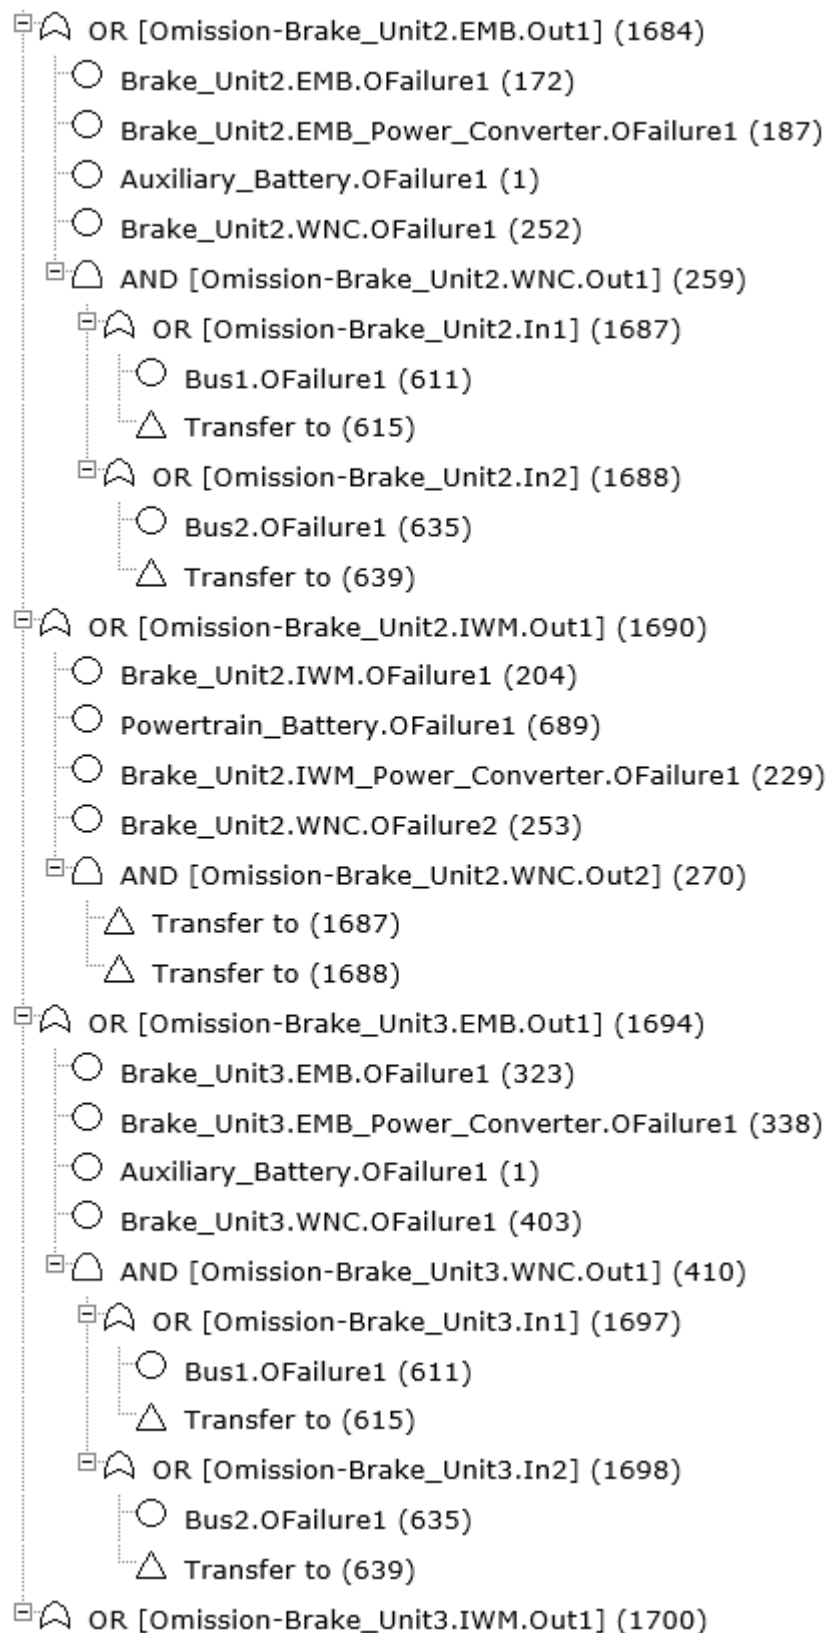 OR [Omission-Brake_Unit2.EMB.Out1] (1684)
Brake_Unit2.EMB.OFailure1 (172)
Brake_Unit2.EMB_Power_Converter.OFailure1 (187)
Auxiliary_Battery.OFailure1 (1)
Brake_Unit2.WNC.OFailure1 (252)
AND [Omission-Brake_Unit2.WNC.Out1] (259)
OR [Omission-Brake_Unit2.In1] (1687)
Bus1.OFailure1 (611)
Transfer to (615)
OR [Omission-Brake_Unit2.In2] (1688)
Bus2.OFailure1 (635)
Transfer to (639)
OR [Omission-Brake_Unit2.IWM.Out1] (1690)
Brake_Unit2.IWM.OFailure1 (204)
Powertrain_Battery.OFailure1 (689)
Brake_Unit2.IWM_Power_Converter.OFailure1 (229)
Brake_Unit2.WNC.OFailure2 (253)
AND [Omission-Brake_Unit2.WNC.Out2] (270)
Transfer to (1687)
Transfer to (1688)
OR [Omission-Brake_Unit3.EMB.Out1] (1694)
Brake_Unit3.EMB.OFailure1 (323)
Brake_Unit3.EMB_Power_Converter.OFailure1 (338)
Auxiliary_Battery.OFailure1 (1)
Brake_Unit3.WNC.OFailure1 (403)
AND [Omission-Brake_Unit3.WNC.Out1] (410)
OR [Omission-Brake_Unit3.In1] (1697)
Bus1.OFailure1 (611)
Transfer to (615)
OR [Omission-Brake_Unit3.In2] (1698)
Bus2.OFailure1 (635)
Transfer to (639)
OR [Omission-Brake_Unit3.IWM.Out1] (1700)